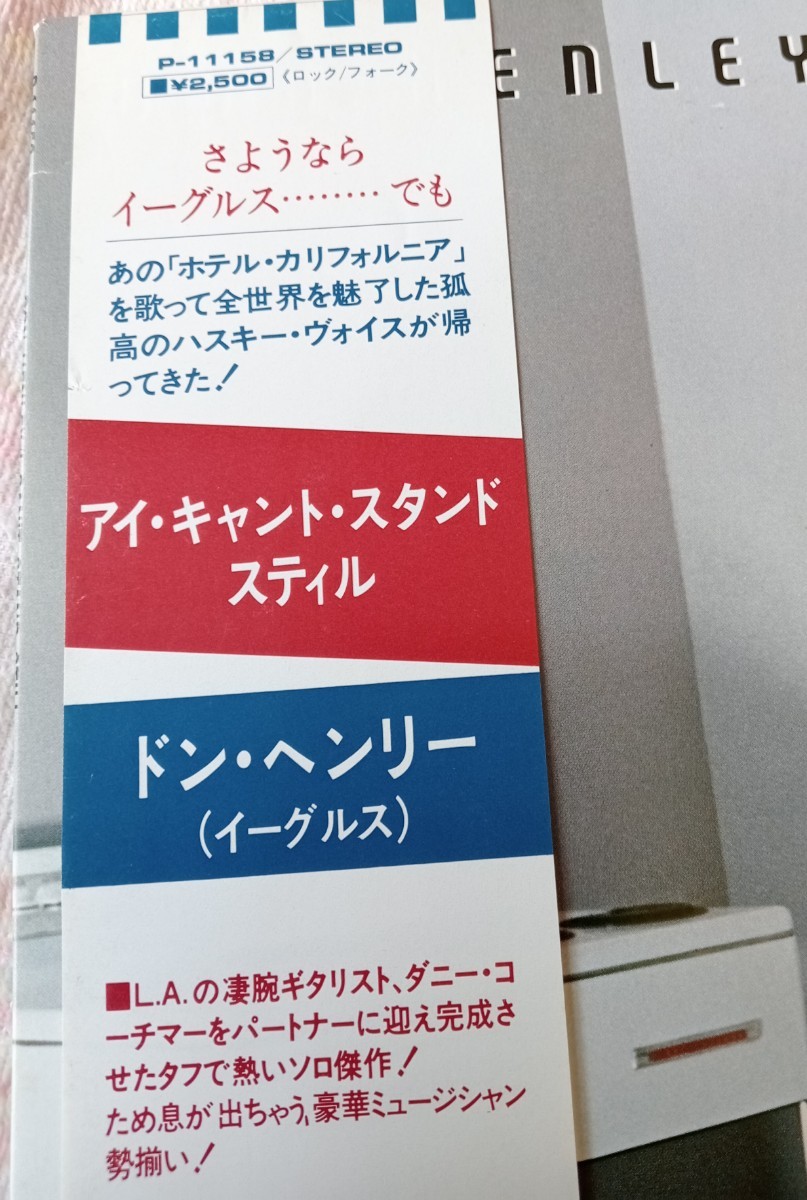 P-11158/STEREO
■¥2,500 《ロック/フォーク》
ENLEY
さようなら
イーグルス‥‥‥‥でも
あの「ホテル・カリフォルニア」
を歌って全世界を魅了した孤
高のハスキー・ヴォイスが帰
ってきた!
アイ・キャント・スタンド
スティル
ドン・ヘンリー
(イーグルス)
■L.A.の凄腕ギタリスト、ダニー・コ
ーチマーをパートナーに迎え完成さ
せたタフで熱いソロ傑作!
ため息が出ちゃう、豪華ミュージシャン
勢揃い!